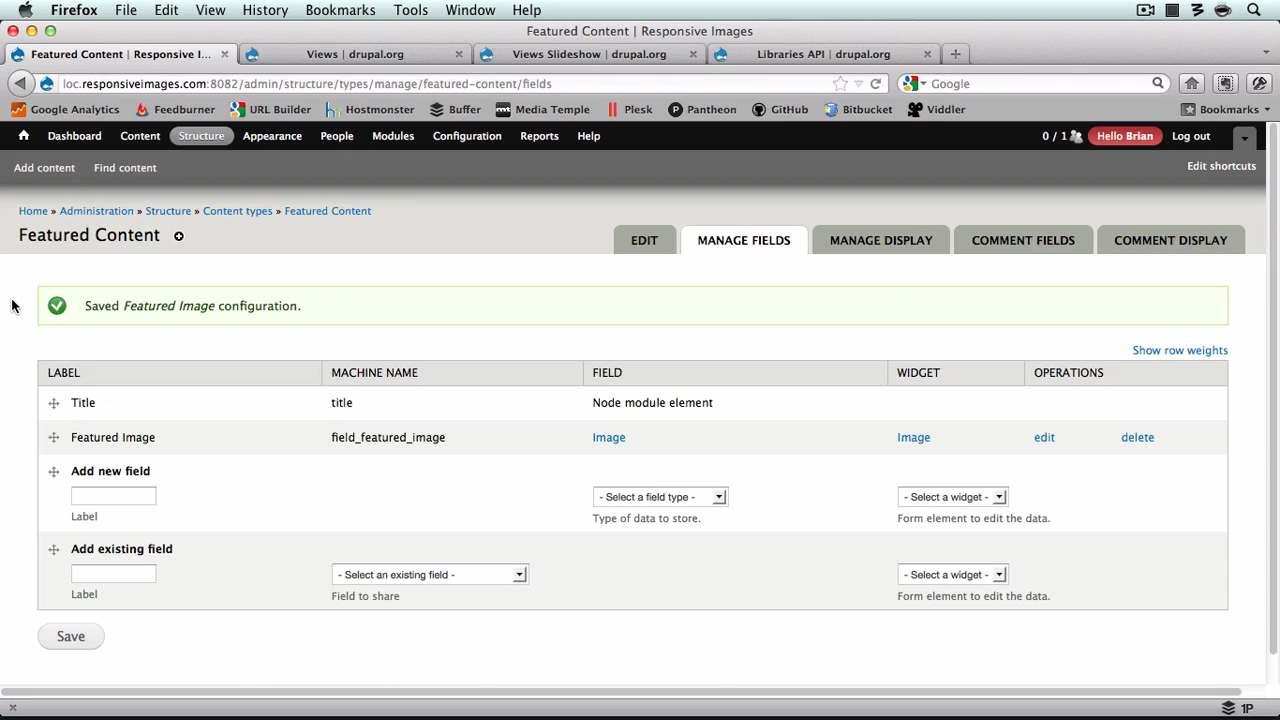 Firefox File Edit View History Bookmarks Tools Window Help
Featured Content | Responsive Images
Featured Content | Responsive I... Views | drupal.org Views Slideshow | drupal.org Libraries API | drupal.org
loc.responsiveimages.com:8082/admin/structure/types/manage/featured-content/fields Google
Google Analytics Feedburner URL Builder Hostmonster Buffer Media Temple Plesk Pantheon GitHub Bitbucket Viddler Bookmarks
Dashboard Content Structure Appearance People Modules Configuration Reports Help 0 / 1 Hello Brian Log out
Add content Find content Edit shortcuts
Home » Administration » Structure » Content types » Featured Content
Featured Content EDIT MANAGE FIELDS MANAGE DISPLAY COMMENT FIELDS COMMENT DISPLAY
Saved Featured Image configuration.
Show row weights
LABEL MACHINE NAME FIELD WIDGET OPERATIONS
Title title Node module element
Featured Image field_featured_image Image Image edit delete
Add new field
- Select a field type - - Select a widget -
Label Type of data to store. Form element to edit the data.
Add existing field
- Select an existing field - - Select a widget -
Label Field to share Form element to edit the data.
Save
1P